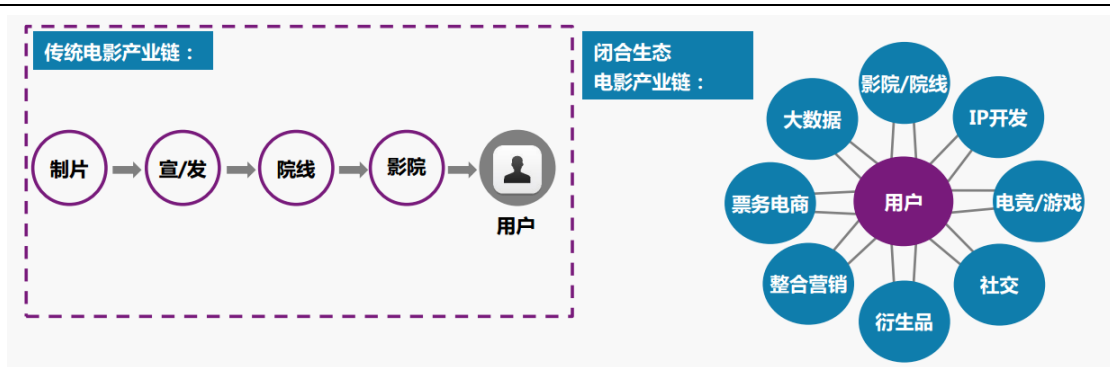 传统电影产业链：
制片
宣/发
院线
影院
用户
闭合生态
电影产业链：
影院/院线
IP开发
电竞/游戏
社交
衍生品
整合营销
票务电商
大数据
用户